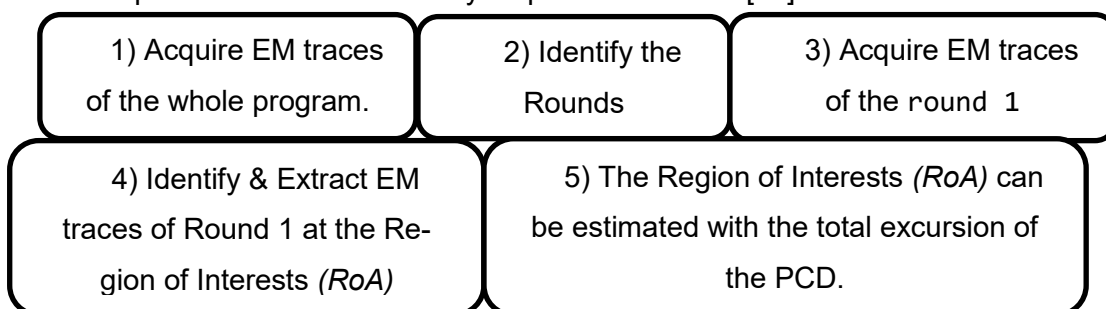 1) Acquire EM traces
of the whole program.
2) Identify the
Rounds
3) Acquire EM traces
of the round 1
4) Identify & Extract EM
traces of Round 1 at the Re-
gion of Interests (RoA)
5) The Region of Interests (RoA) can
be estimated with the total excursion of
the PCD.